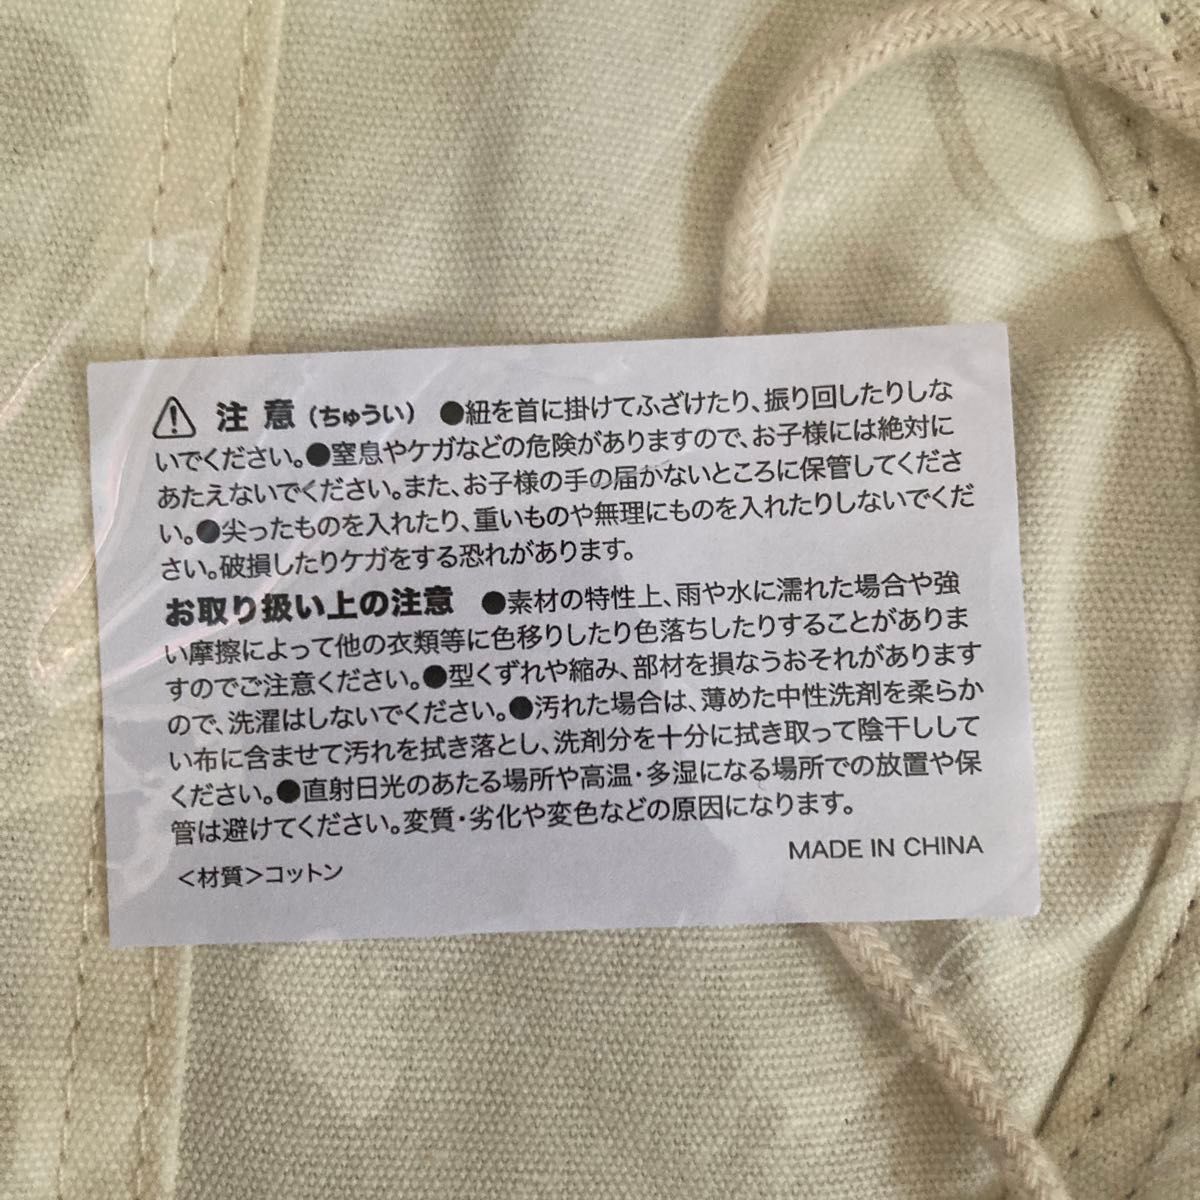 ⚠ 注意(ちゅうい) ●紐を首に掛けてふざけたり、振り回したりしな
いでください。●窒息やケガなどの危険がありますので、お子様には絶対に
あたえないでください。また、お子様の手の届かないところに保管してくださ
い。●尖ったものを入れたり、重いものや無理にものを入れたりしないでくだ
さい。破損したりケガをする恐れがあります。
お取り扱い上の注意 ●素材の特性上、雨や水に濡れた場合や強
い摩擦によって他の衣類等に色移りしたり色落ちしたりすることがありま
すのでご注意ください。●型くずれや縮み、部材を損なうおそれがあります
ので、洗濯はしないでください。●汚れた場合は、薄めた中性洗剤を柔らか
い布に含ませて汚れを拭き落とし、洗剤分を十分に拭き取って陰干しして
ください。●直射日光のあたる場所や高温・多湿になる場所での放置や保
管は避けてください。変質・劣化や変色などの原因になります。
<材質>コットン
MADE IN CHINA